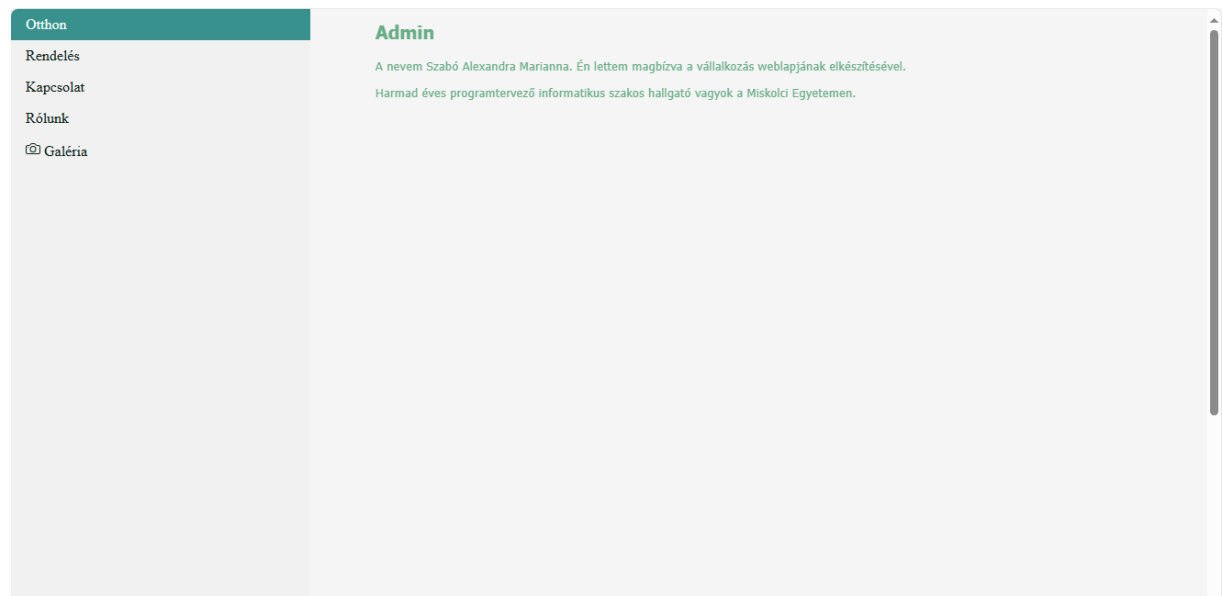 Otthon
Rendelés
Kapcsolat
Rólunk
Galéria
Admin
A nevem Szabó Alexandra Marianna. Én lettem magbízva a vállalkozás weblapjának elkészítésével.
Harmad éves programtervező informatikus szakos hallgató vagyok a Miskolci Egyetemen.